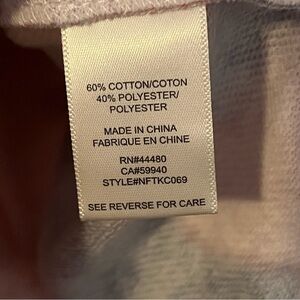 60% COTTON/COTON
40% POLYESTER/
POLYESTER
MADE IN CHINA
FABRIQUE EN CHINE
RN#44480
CA#59940
STYLE#NFTKC069
SEE REVERSE FOR CARE